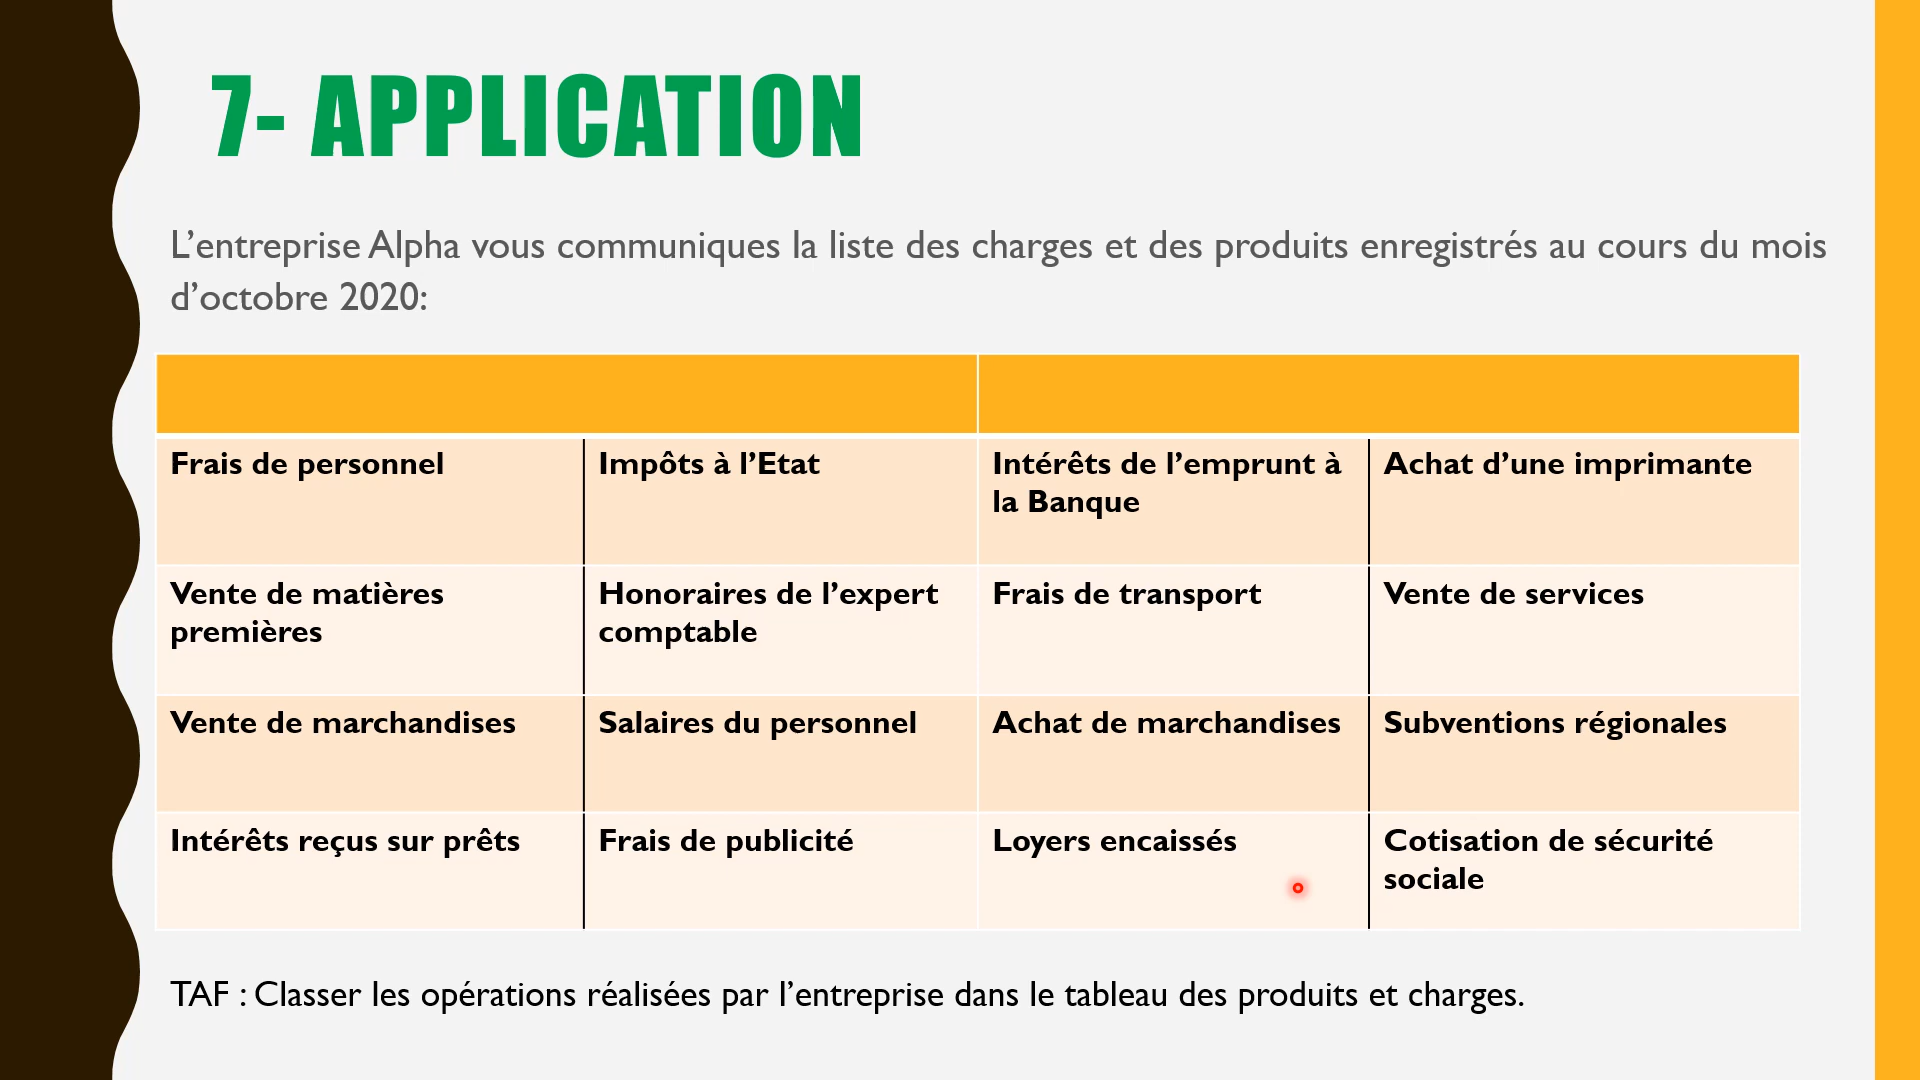 7- APPLICATION
L’entreprise Alpha vous communiques la liste des charges et des produits enregistrés au cours du mois
d’octobre 2020:
Frais de personnel
Impôts à l’Etat
Intérêts de l’emprunt à
la Banque
Achat d’une imprimante
Vente de matières
premières
Honoraires de l’expert
comptable
Frais de transport
Vente de services
Vente de marchandises
Salaires du personnel
Achat de marchandises
Subventions régionales
Intérêts reçus sur prêts
Frais de publicité
Loyers encaissés
Cotisation de sécurité
sociale
TAF : Classer les opérations réalisées par l’entreprise dans le tableau des produits et charges.